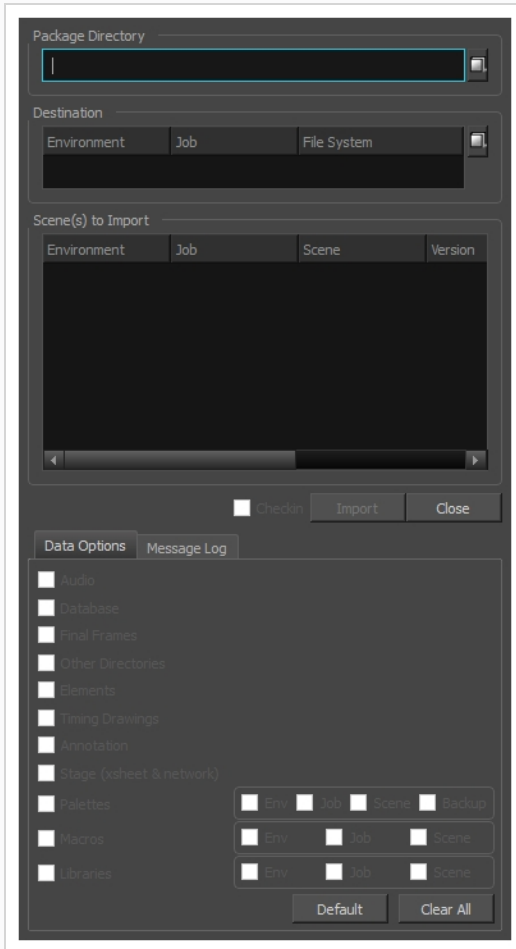 Package Directory
Destination
Environment Job File System
Scene(s) to Import
Environment Job Scene Version
Checkin Import Close
Data Options Message Log
Audio
Database
Final Frames
Other Directories
Elements
Timing Drawings
Annotation
Stage (xsheet & network)
Palettes Env Job Scene Backup
Macros Env Job Scene
Libraries Env Job Scene
Default Clear All